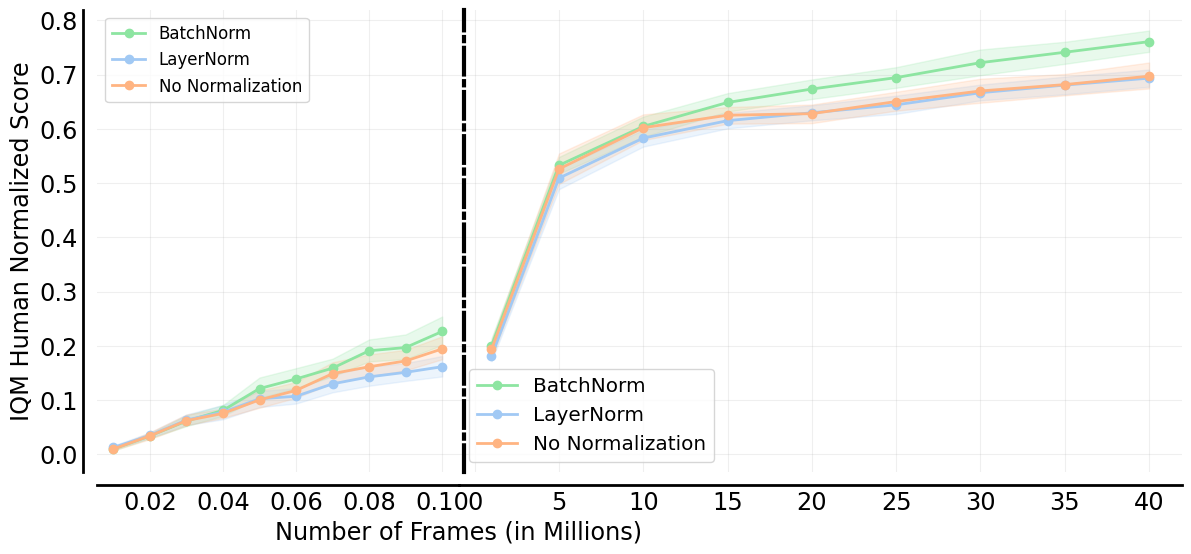 IQM Human Normalized Score
0.8
0.7
0.6
0.5
0.4
0.3
0.2
0.1
0.0
BatchNorm
LayerNorm
No Normalization
BatchNorm
LayerNorm
No Normalization
0.02 0.04 0.06 0.08 0.10 0 5 10 15 20 25 30 35 40
Number of Frames (in Millions)